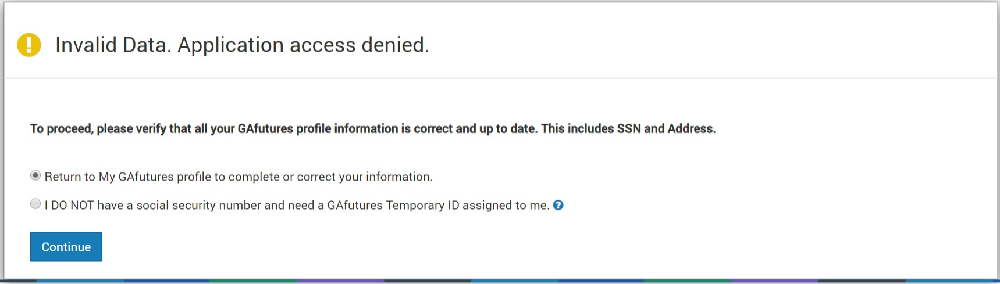 Invalid Data. Application access denied.
To proceed, please verify that all your GAfutures profile information is correct and up to date. This includes SSN and Address.
Return to My GAfutures profile to complete or correct your information.
I DO NOT have a social security number and need a GAfutures Temporary ID assigned to me.
Continue